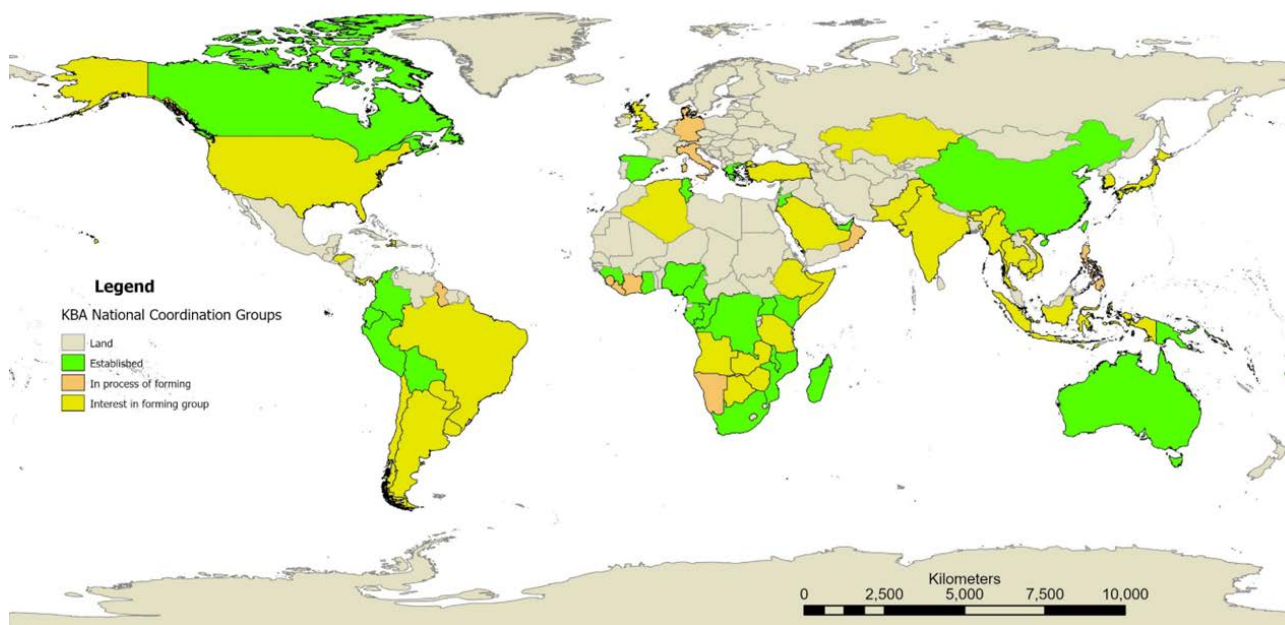 Legend
KBA National Coordination Groups
Land
Established
In process of forming
Interest in forming group
Kilometers
0 2,500 5,000 7,500 10,000